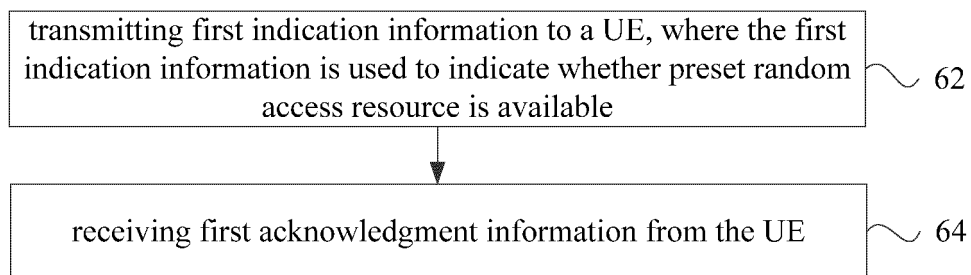 transmitting first indication information to a UE, where the first
indication information is used to indicate whether preset random
access resource is available
62
receiving first acknowledgment information from the UE
64